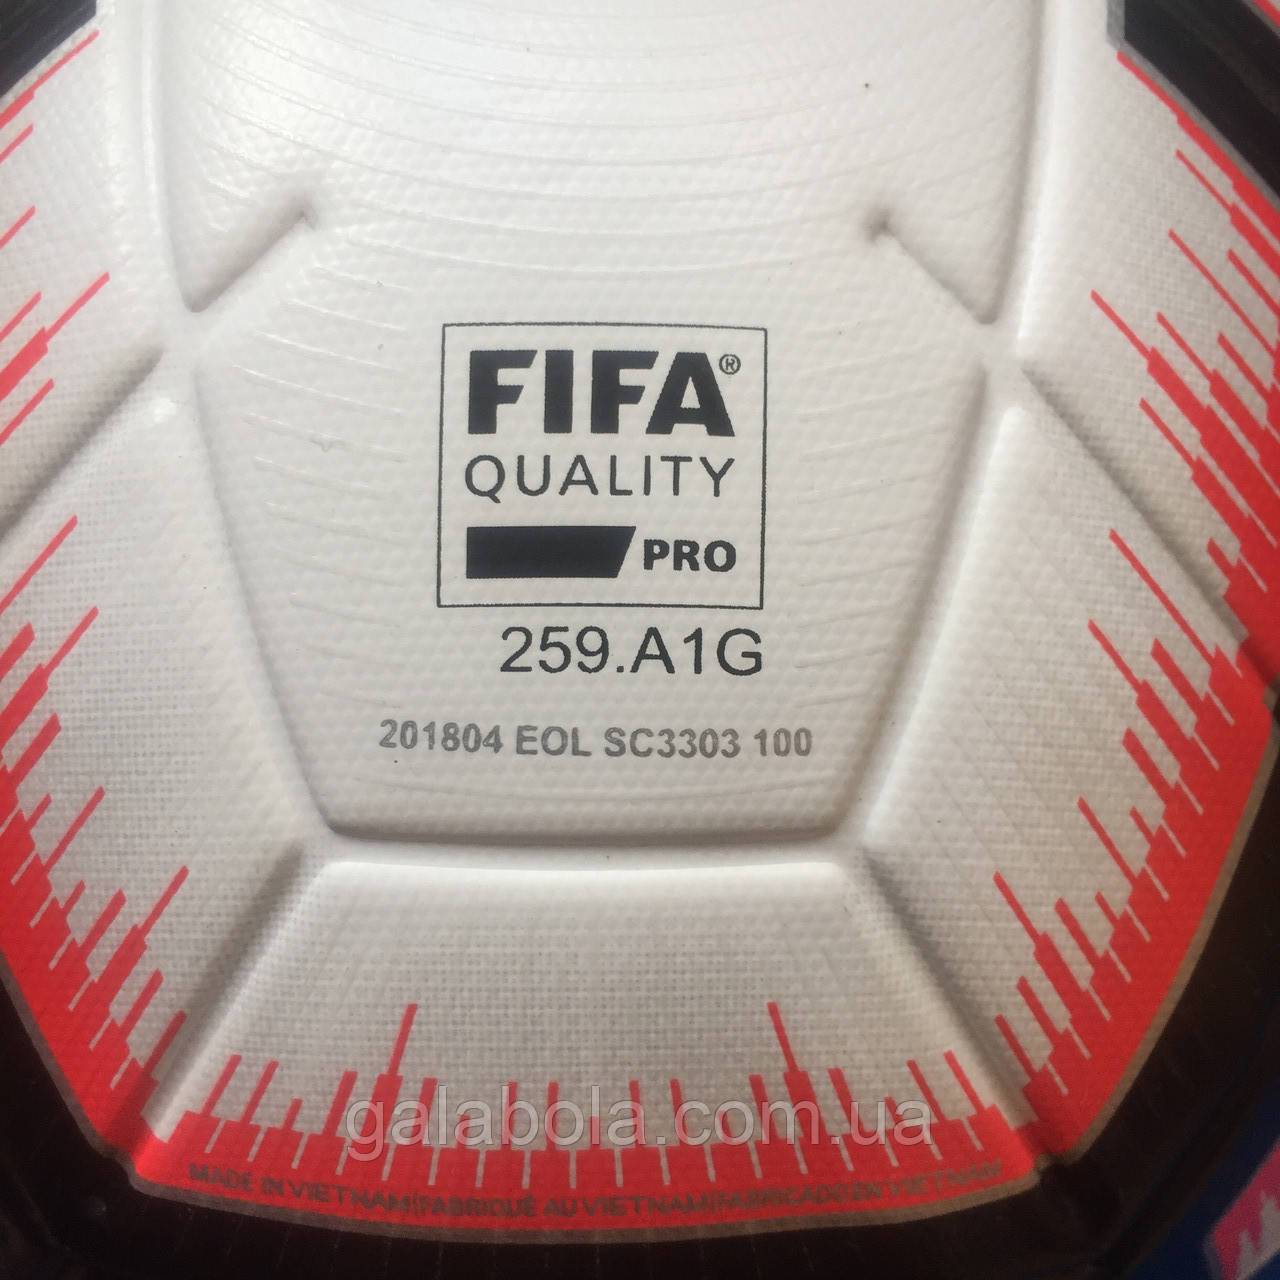 FIFA®
QUALITY
PRO
259.A1G
201804 EOL SC3303 100
galabola.com.ua
MADE IN VIETNAM|FABRIQUÉ AU VIETNAM|FABRICADO EN VIETNAM